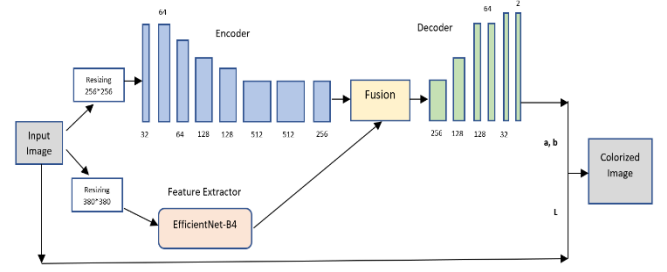 64
Encoder
Decoder
64
2
Resizing
256*256
Fusion
32
64
128
128
512
512
256
256
128
128
32
Input
Image
a, b
Colorized
Image
Resizing
380*380
Feature Extractor
EfficientNet-B4
L